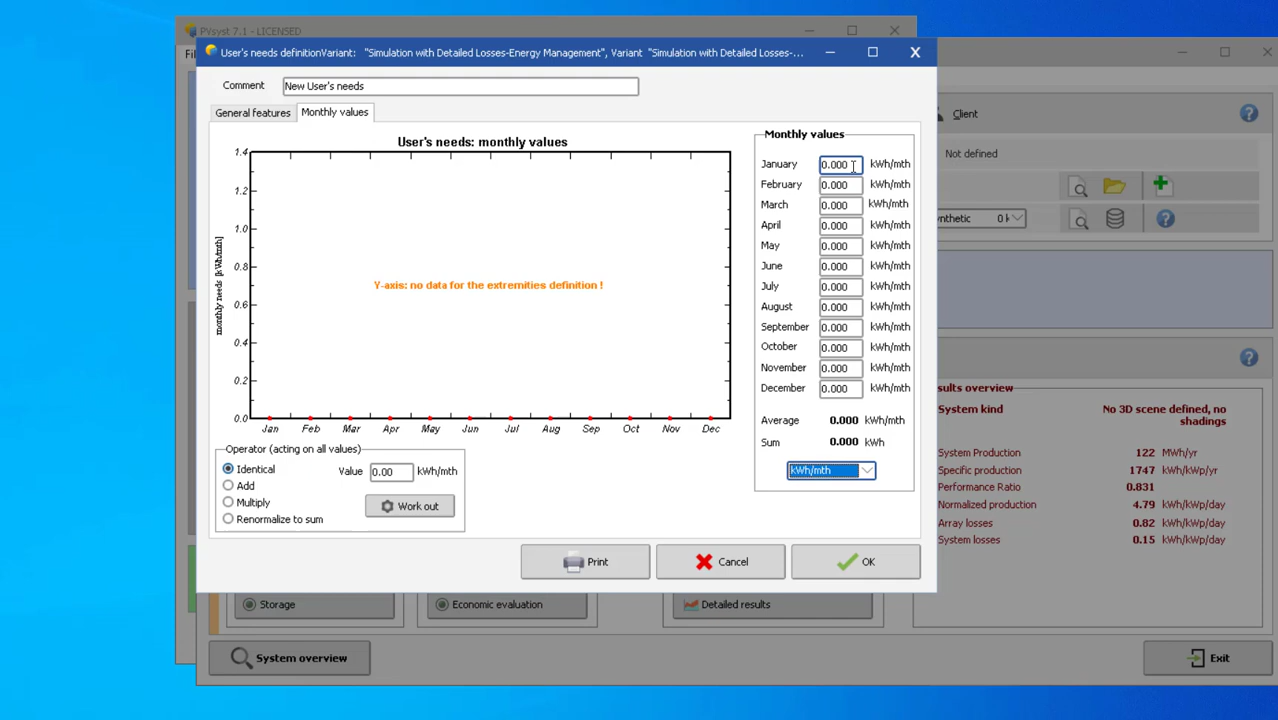 PVsyst 7.1 - LICENSED
User's needs definitionVariant: "Simulation with Detailed Losses-Energy Management", Variant "Simulation with Detailed Losses-...
Comment New User's needs
General features Monthly values
User's needs: monthly values
monthly needs [kWh/mth]
1.4
1.2
1.0
0.8
0.6
0.4
0.2
0.0
Y-axis: no data for the extremities definition !
Jan Feb Mar Apr May Jun Jul Aug Sep Oct Nov Dec
Monthly values
January 0.000 kWh/mth
February 0.000 kWh/mth
March 0.000 kWh/mth
April 0.000 kWh/mth
May 0.000 kWh/mth
June 0.000 kWh/mth
July 0.000 kWh/mth
August 0.000 kWh/mth
September 0.000 kWh/mth
October 0.000 kWh/mth
November 0.000 kWh/mth
December 0.000 kWh/mth
Average 0.000 kWh/mth
Sum 0.000 kWh
kWh/mth
Operator (acting on all values)
Identical
Add
Multiply
Renormalize to sum
Value 0.00 kWh/mth
Work out
Print Cancel OK
Client
Not defined
Results overview
System kind No 3D scene defined, no
shadings
System Production 122 MWh/yr
Specific production 1747 kWh/kWp/yr
Performance Ratio 0.831
Normalized production 4.79 kWh/kWp/day
Array losses 0.82 kWh/kWp/day
System losses 0.15 kWh/kWp/day
Storage Economic evaluation Detailed results
System overview Exit